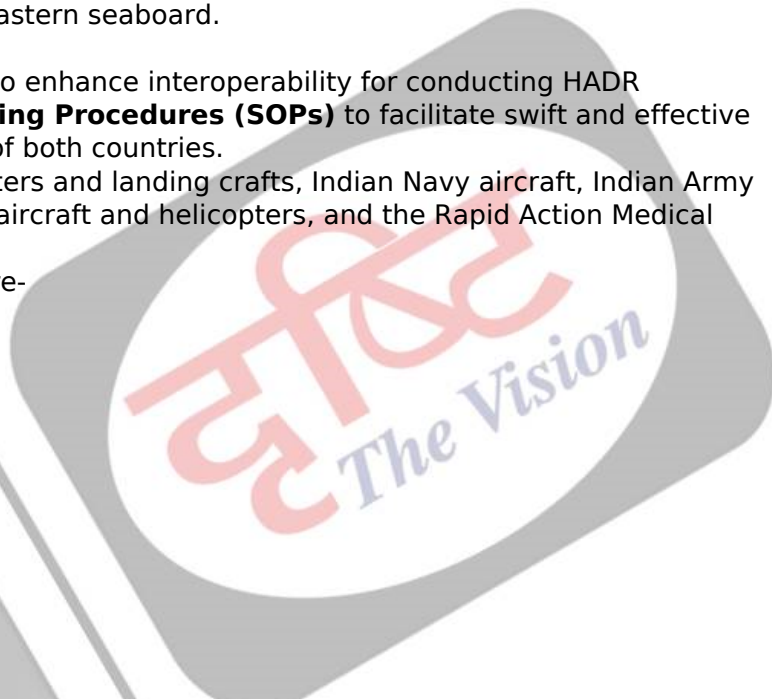 astern seaboard.
o enhance interoperability for conducting HADR
ing Procedures (SOPs) to facilitate swift and effective
of both countries.
ters and landing crafts, Indian Navy aircraft, Indian Army
aircraft and helicopters, and the Rapid Action Medical
e-
दृष्टि
The Vision